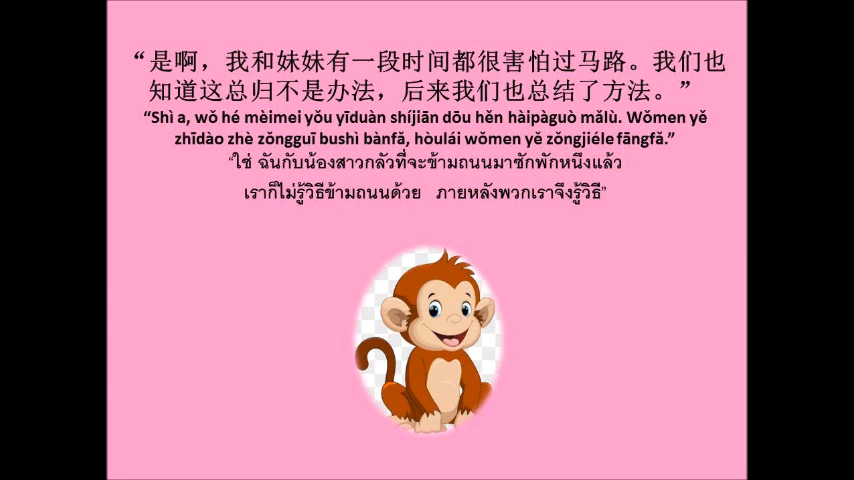 “是啊，我和妹妹有一段时间都很害怕过马路。我们也
知道这总归不是办法，后来我们也总结了方法。”
“Shì a, wǒ hé mèimei yǒu yīduàn shíjiān dōu hěn hàipàguò mǎlù. Wǒmen yě
zhīdào zhè zǒngguī bushì bànfǎ, hòulái wǒmen yě zǒngjiéle fāngfǎ.”
“ใช่ ฉันกับน้องสาวกลัวที่จะข้ามถนนมาซักพักหนึ่งแล้ว
เราก็ไม่รู้วิธีข้ามถนนด้วย ภายหลังพวกเราจึงรู้วิธี”